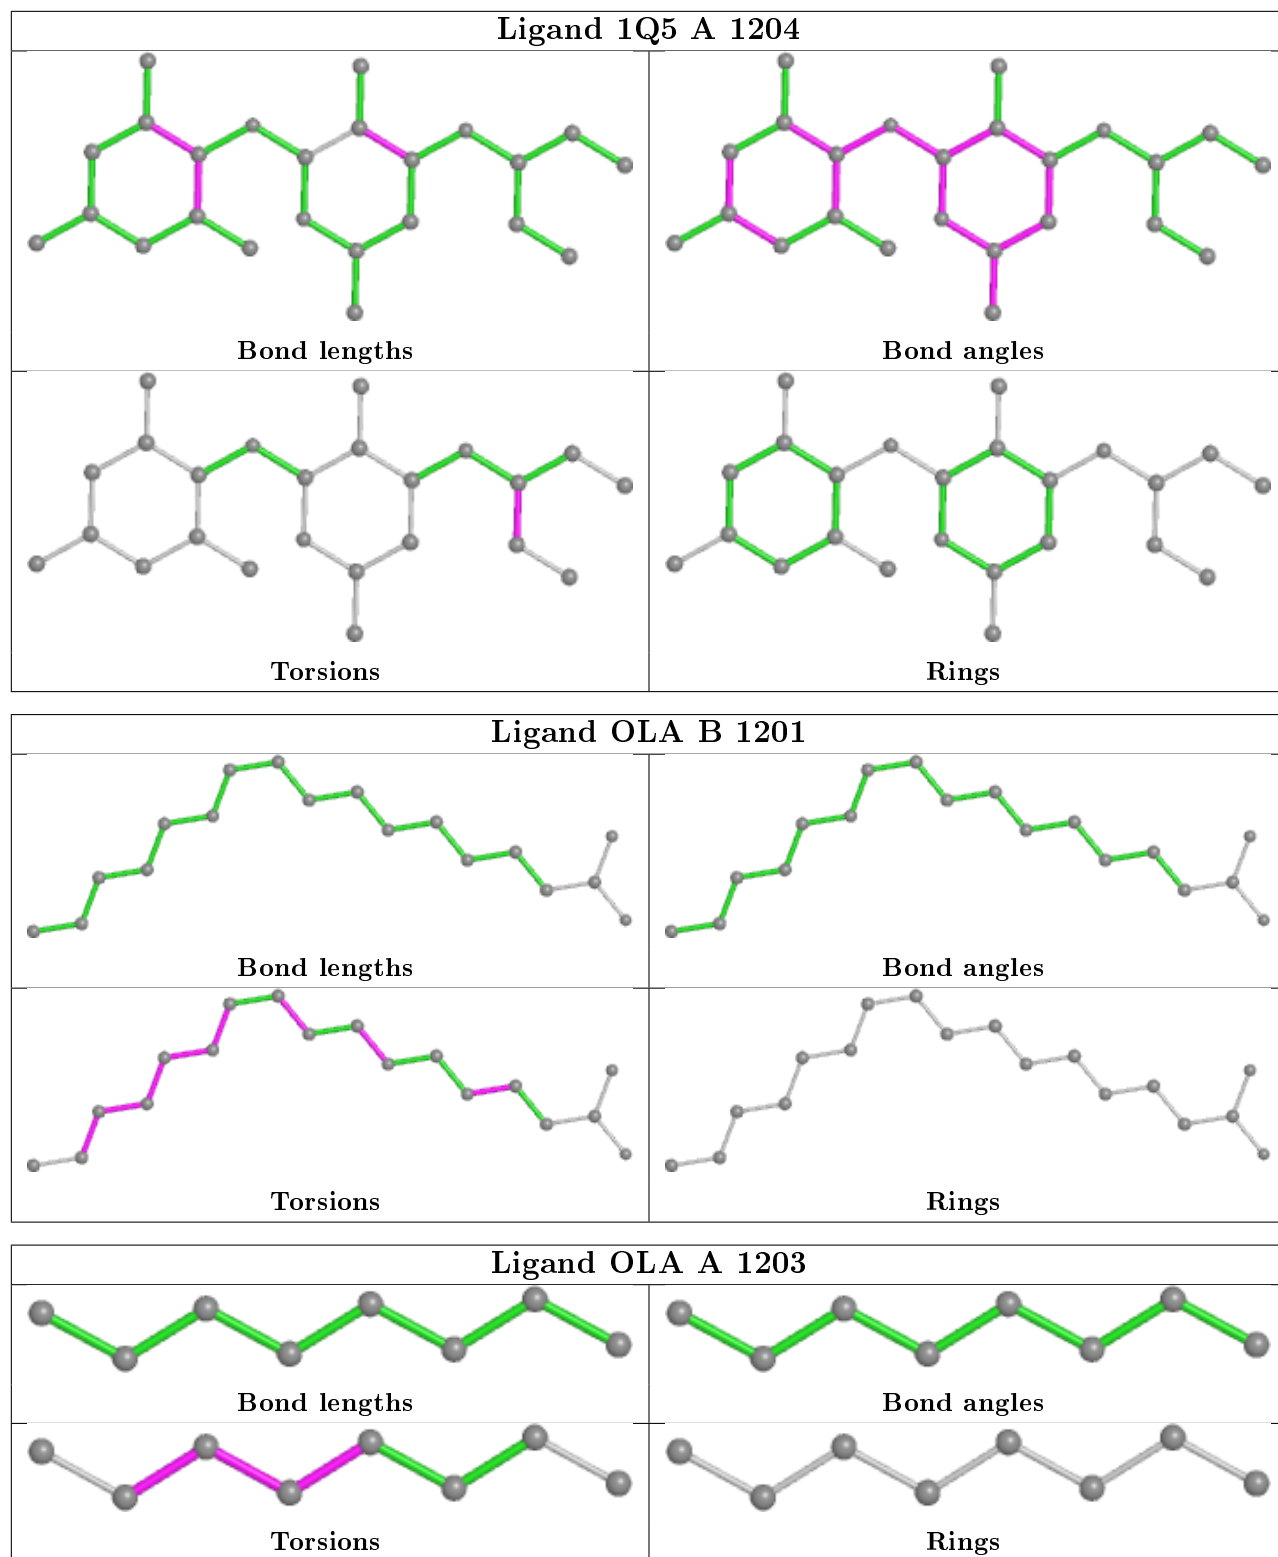 Ligand 1Q5 A 1204
Bond lengths
Bond angles
Torsions
Rings
Ligand OLA B 1201
Bond lengths
Bond angles
Torsions
Rings
Ligand OLA A 1203
Bond lengths
Bond angles
Torsions
Rings